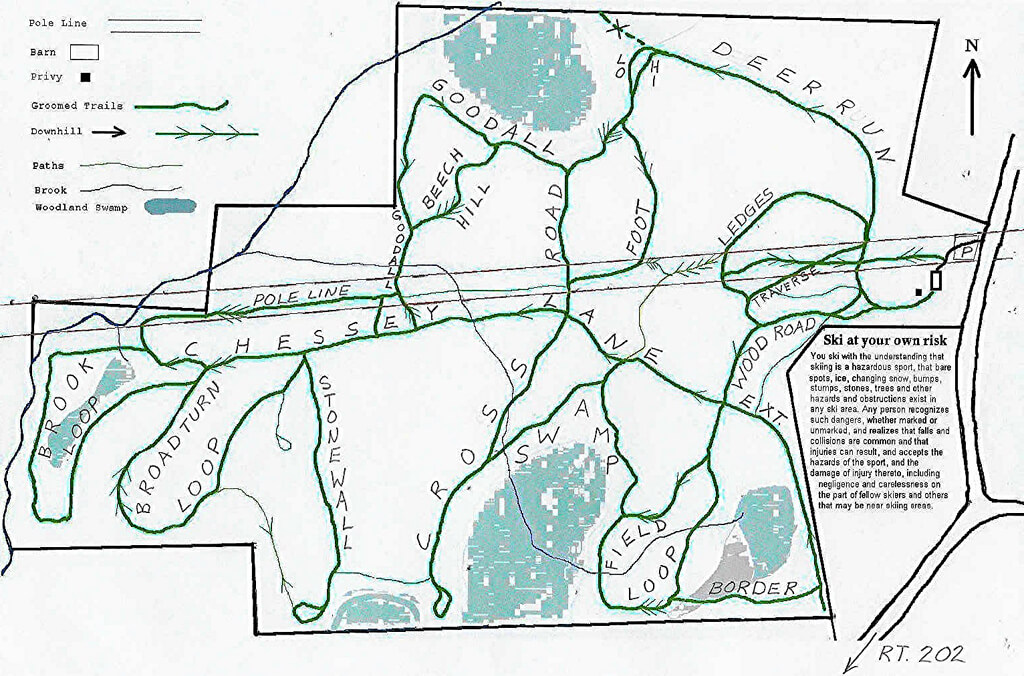 Pole Line
Barn
Privy
Groomed Trails
Downhill
Paths
Brook
Woodland Swamp
N
X
LO
HI
DEER RUN
GOODALL
BEECH
HILL
GOODALL
ROAD
FOOT
LEDGES
P
TRAVERSE
POLE LINE
CHESSEY
LANE
WOOD ROAD
EXT.
BROOK
LOOP
BROADTURN
LOOP
STONEWALL
CROSS
SWAMP
FIELD
LOOP
BORDER
Ski at your own risk
You ski with the understanding that
skiing is a hazardous sport, that bare
spots, ice, changing snow, bumps,
stumps, stones, trees and other
hazards and obstructions exist in
any ski area. Any person recognizes
such dangers, whether marked or
unmarked, and realizes that falls and
collisions are common and that
injuries can result, and accepts the
hazards of the sport, and the
damage of injury thereto, including
negligence and carelessness on
the part of fellow skiers and others
that may be near skiing areas.
RT. 202